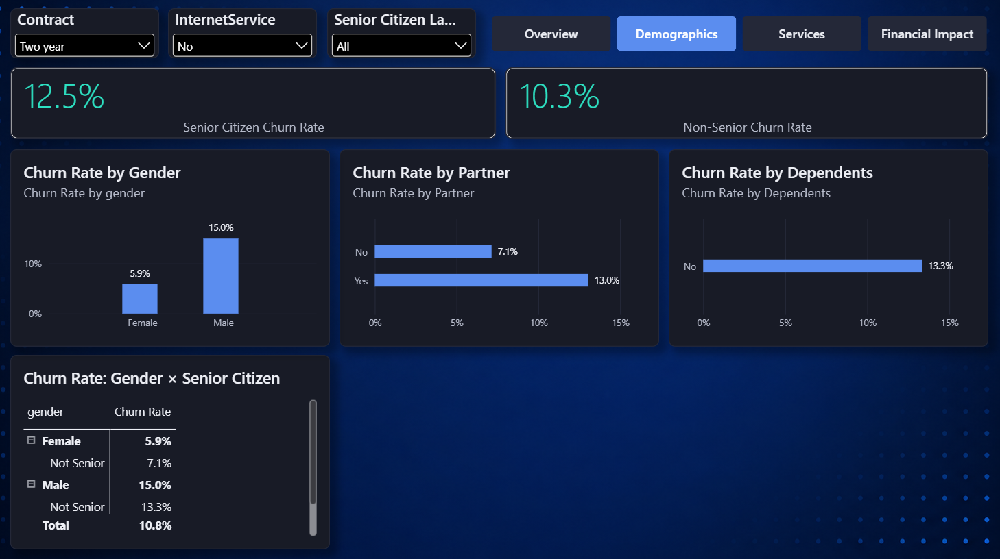 Contract
Two year
InternetService
No
Senior Citizen La...
All
Overview
Demographics
Services
Financial Impact
12.5%
Senior Citizen Churn Rate
10.3%
Non-Senior Churn Rate
Churn Rate by Gender
Churn Rate by gender
15.0%
10%
5.9%
0%
Female Male
Churn Rate by Partner
Churn Rate by Partner
No 7.1%
Yes 13.0%
0% 5% 10% 15%
Churn Rate by Dependents
Churn Rate by Dependents
No 13.3%
0% 5% 10% 15%
Churn Rate: Gender × Senior Citizen
gender Churn Rate
Female 5.9%
Not Senior 7.1%
Male 15.0%
Not Senior 13.3%
Total 10.8%